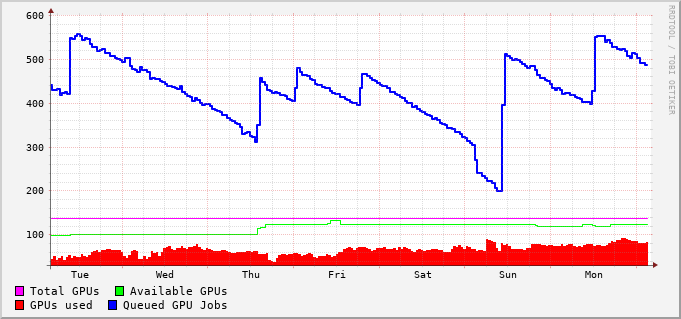 600
500
400
300
200
100
Tue Wed Thu Fri Sat Sun Mon
Total GPUs Available GPUs
GPUs used Queued GPU Jobs
RRDTOOL / TOBI OETIKER